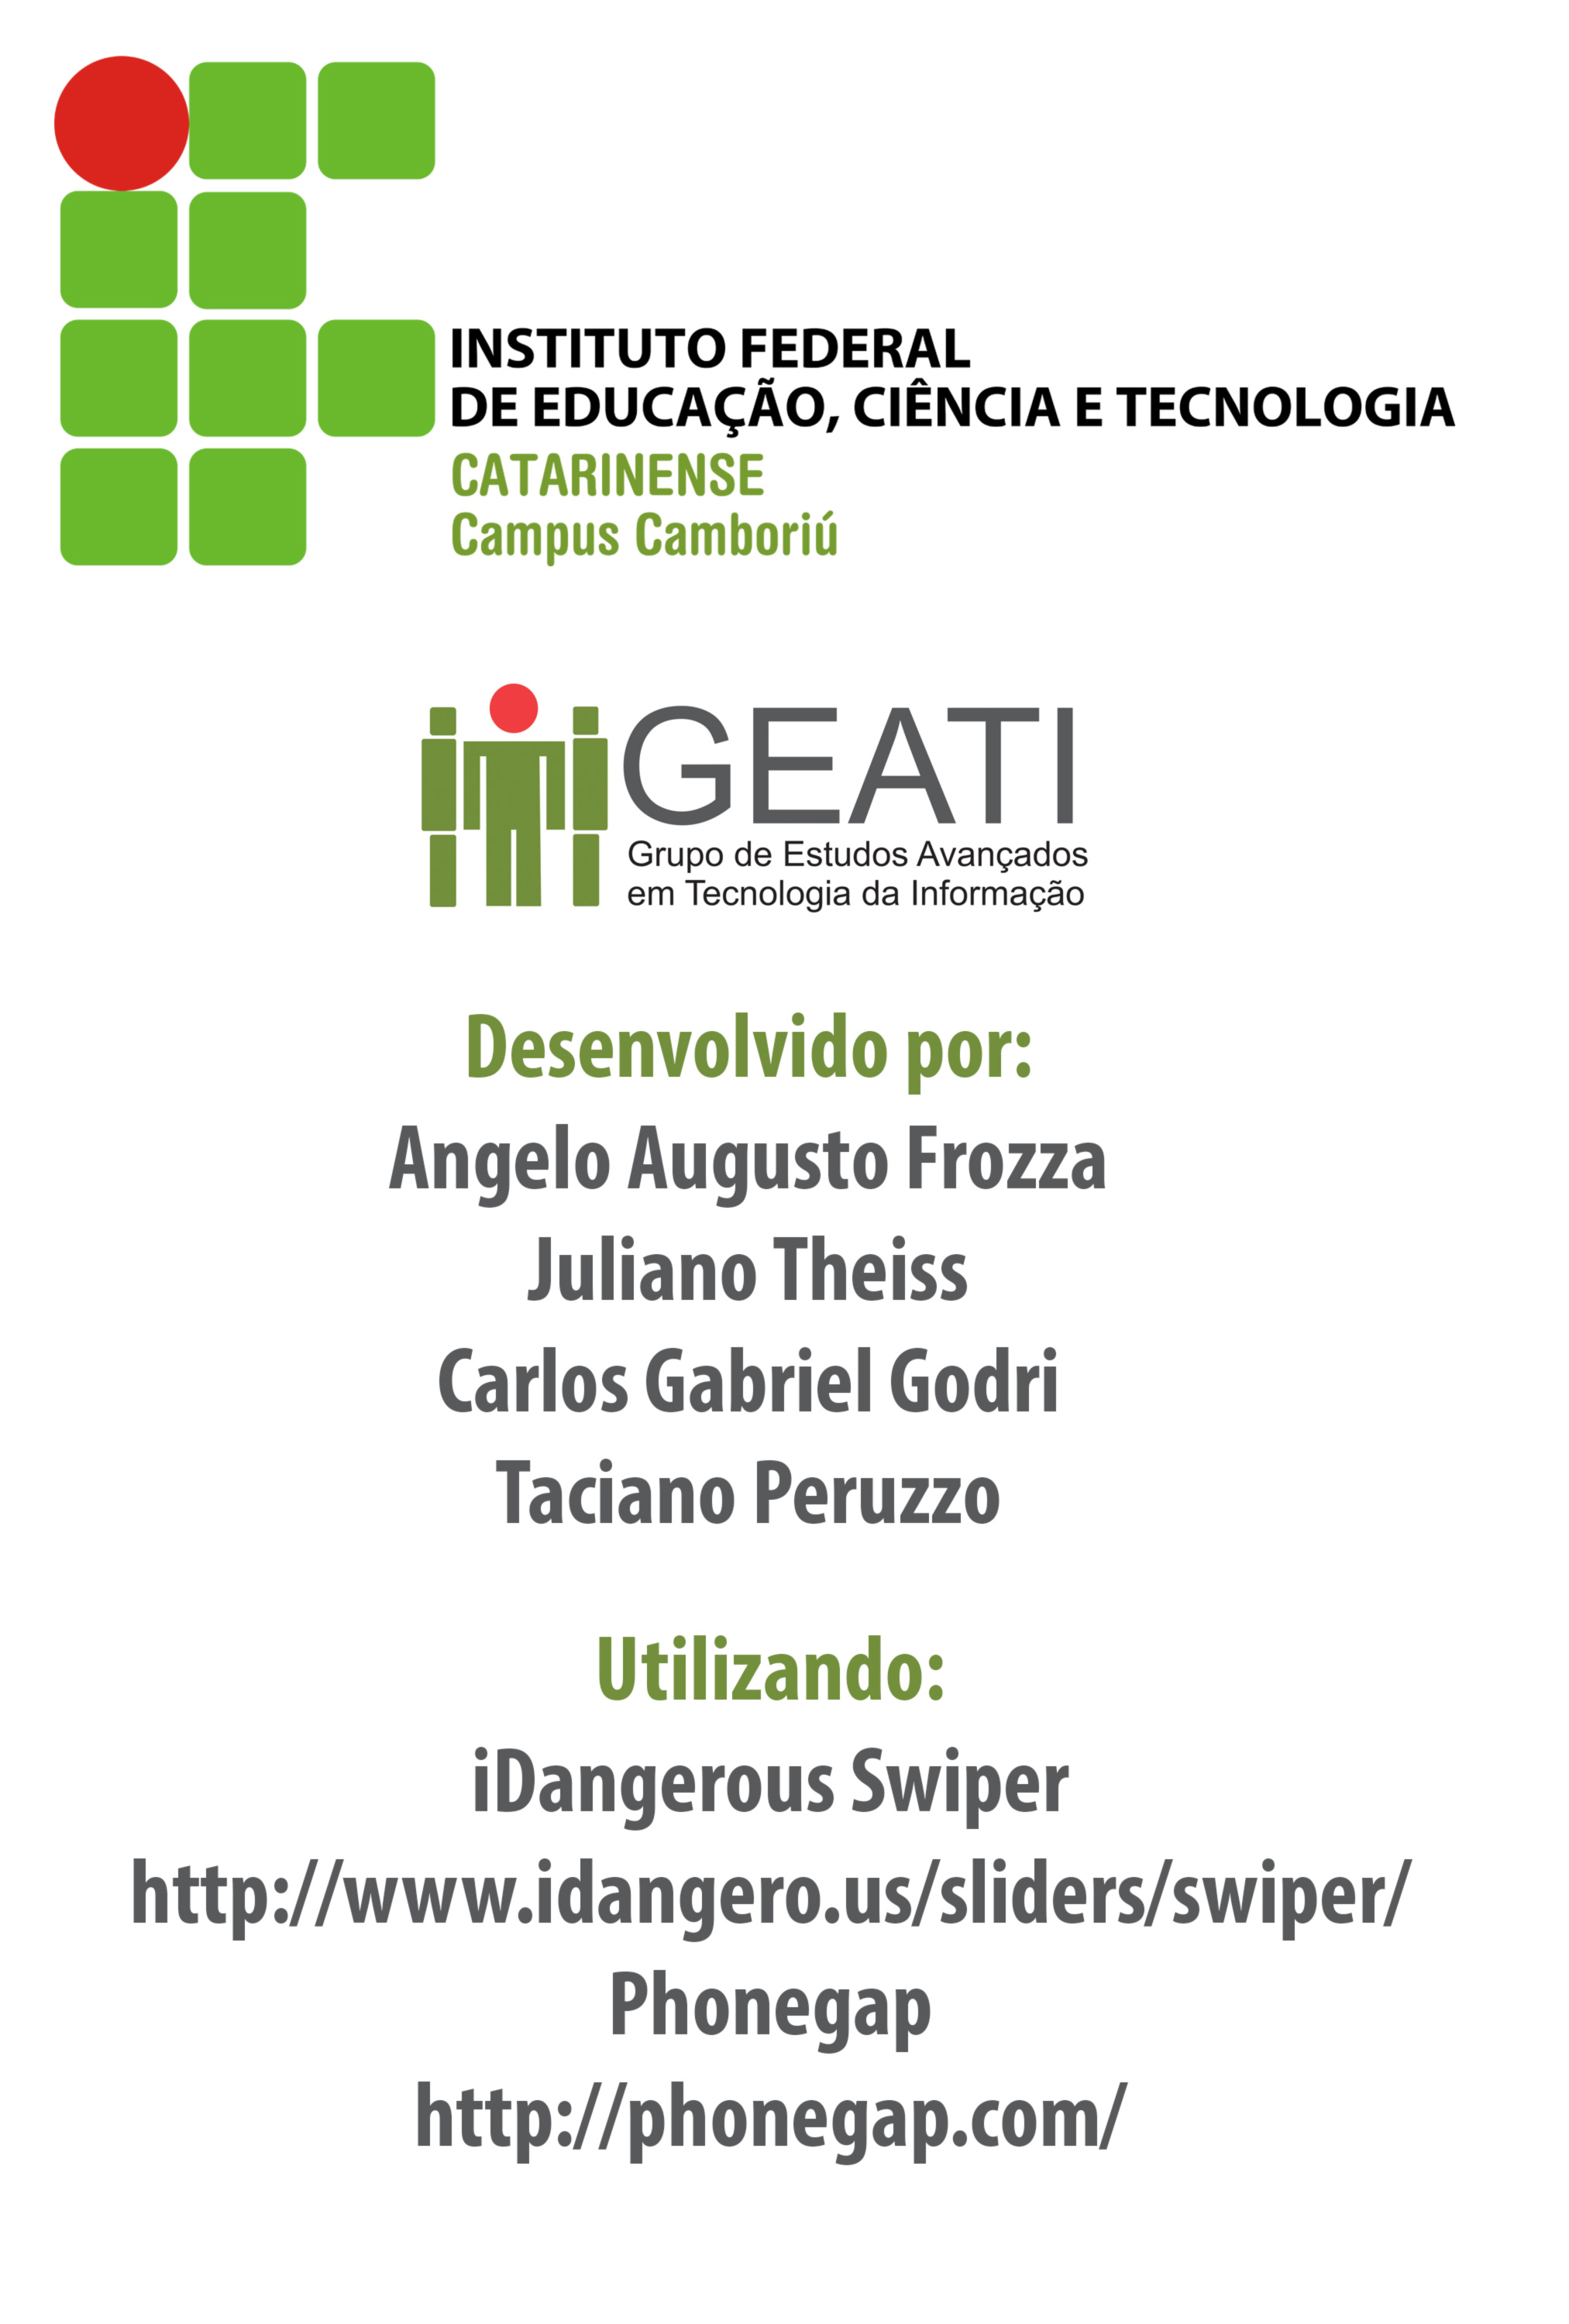 INSTITUTO FEDERAL
DE EDUCAÇÃO, CIÊNCIA E TECNOLOGIA
CATARINENSE
Campus Camboriú
GEATI
Grupo de Estudos Avançados
em Tecnologia da Informação
Desenvolvido por:
Angelo Augusto Frozza
Juliano Theiss
Carlos Gabriel Godri
Taciano Peruzzo
Utilizando:
iDangerous Swiper
http://www.idangero.us/sliders/swiper/
Phonegap
http://phonegap.com/